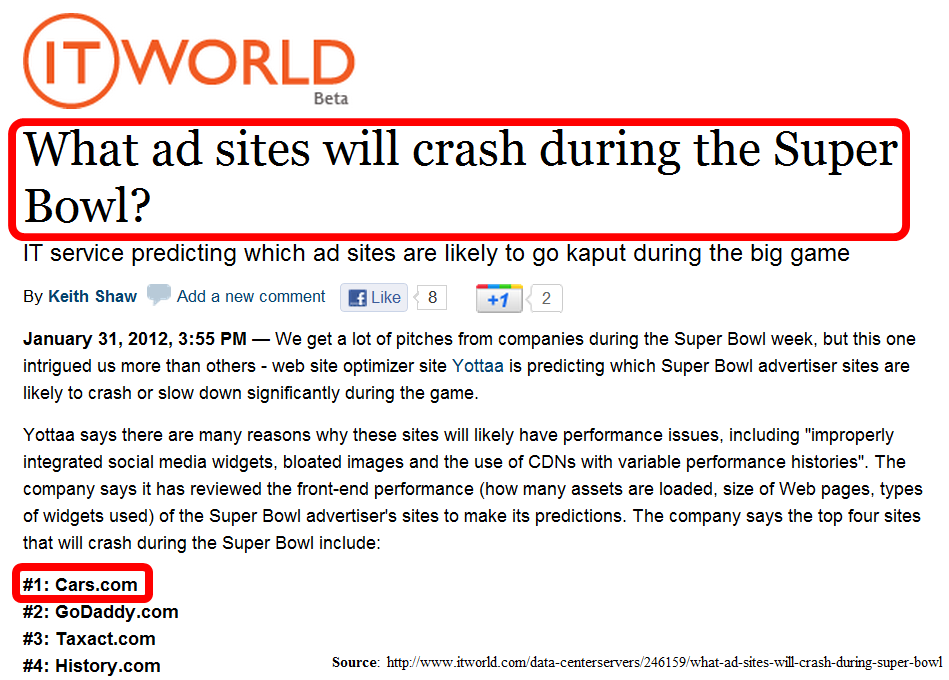 IT WORLD
Beta
What ad sites will crash during the Super
Bowl?
IT service predicting which ad sites are likely to go kaput during the big game
By Keith Shaw Add a new comment f Like 8 +1 2
January 31, 2012, 3:55 PM — We get a lot of pitches from companies during the Super Bowl week, but this one
intrigued us more than others - web site optimizer site Yottaa is predicting which Super Bowl advertiser sites are
likely to crash or slow down significantly during the game.
Yottaa says there are many reasons why these sites will likely have performance issues, including "improperly
integrated social media widgets, bloated images and the use of CDNs with variable performance histories". The
company says it has reviewed the front-end performance (how many assets are loaded, size of Web pages, types
of widgets used) of the Super Bowl advertiser's sites to make its predictions. The company says the top four sites
that will crash during the Super Bowl include:
#1: Cars.com
#2: GoDaddy.com
#3: Taxact.com
#4: History.com
Source: http://www.itworld.com/data-centerservers/246159/what-ad-sites-will-crash-during-super-bowl